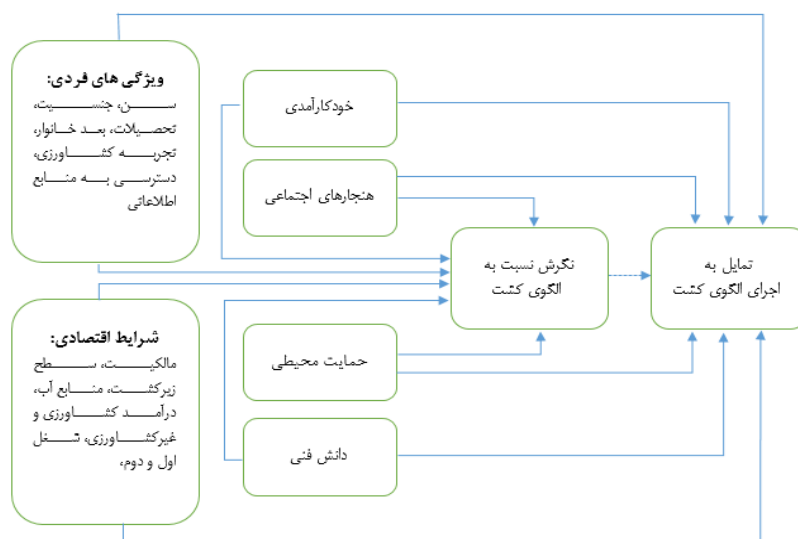 ویژگی های فردی:
سن، جنسیت،
تحصیلات، بعد خانوار،
تجربه کشاورزی،
دسترسی به منابع
اطلاعاتی
خودکارآمدی
هنجارهای اجتماعی
نگرش نسبت به
الگوی کشت
تمایل به
اجرای الگوی کشت
شرایط اقتصادی:
مالکیت، سطح
زیرکشت، منابع آب،
درآمد کشاورزی و
غیرکشاورزی، شغل
اول و دوم،
حمایت محیطی
دانش فنی